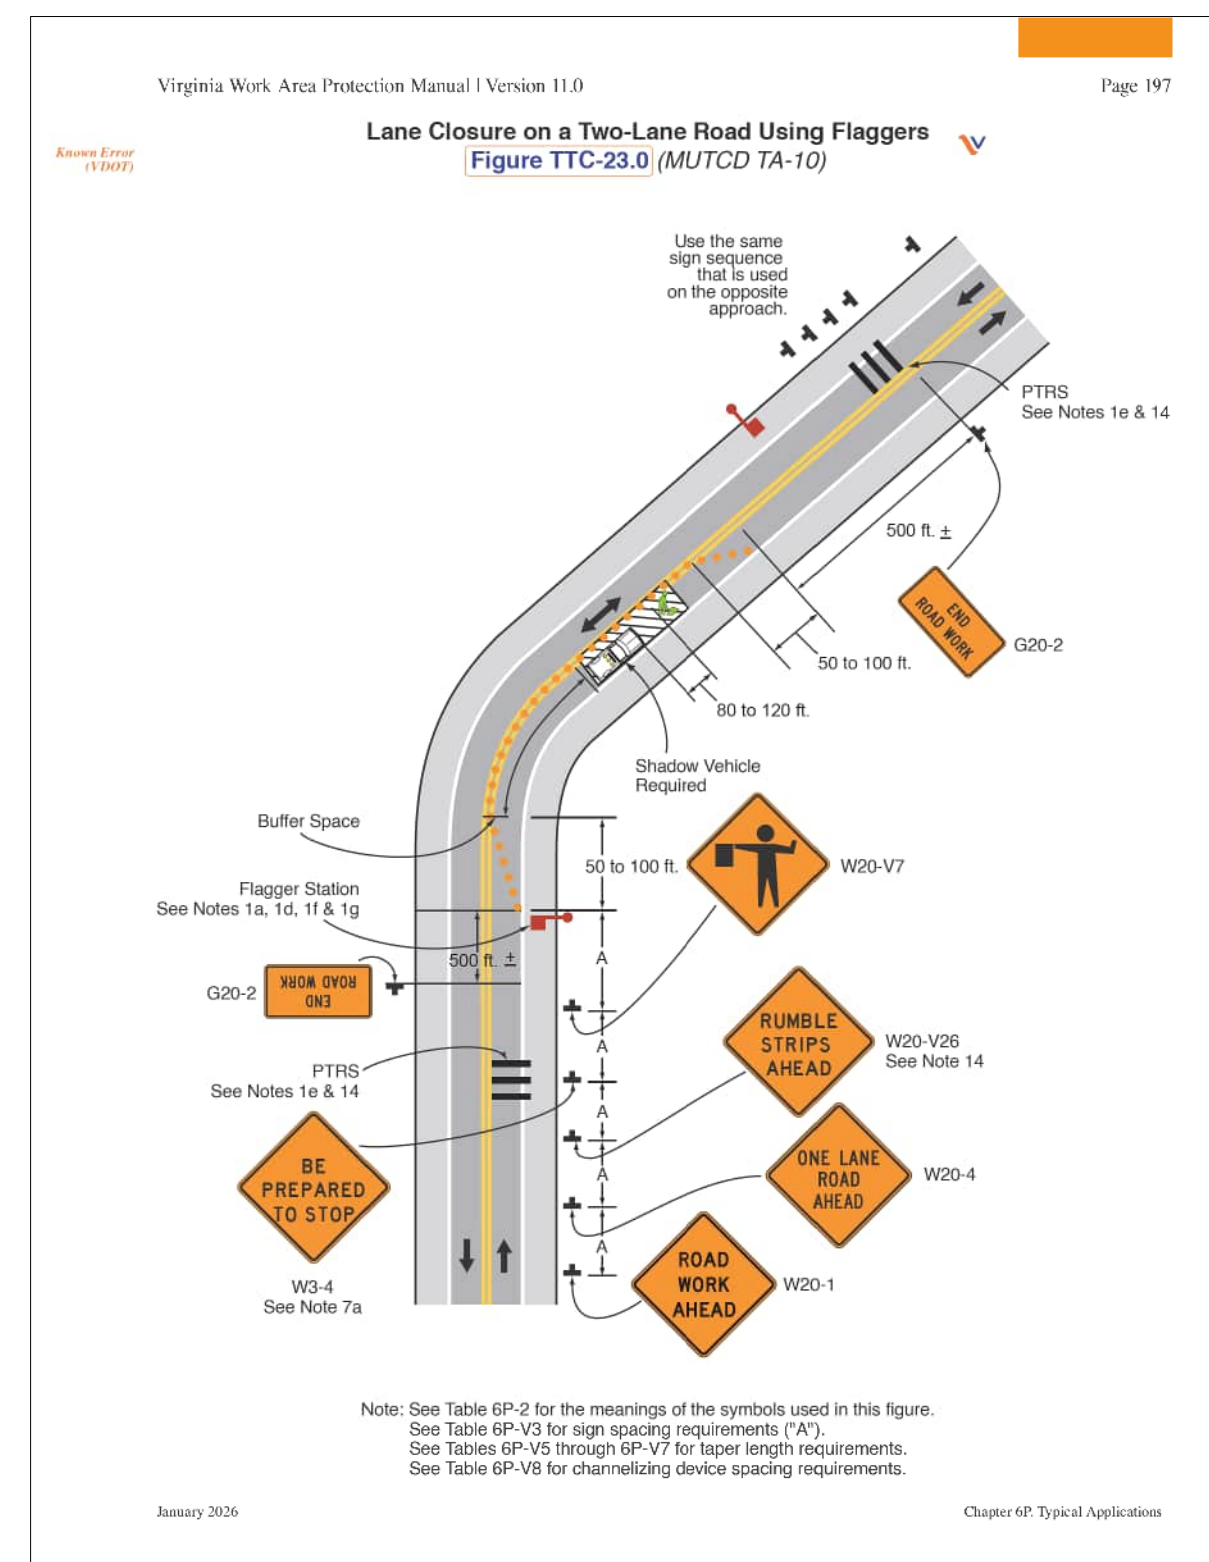 Virginia Work Area Protection Manual | Version 11.0
Page 197
Known Error
(VDOT)
Lane Closure on a Two-Lane Road Using Flaggers
Figure TTC-23.0 (MUTCD TA-10)
Use the same
sign sequence
that is used
on the opposite
approach.
PTRS
See Notes 1e & 14
500 ft. ±
END
ROAD WORK
G20-2
50 to 100 ft.
80 to 120 ft.
Shadow Vehicle
Required
Buffer Space
50 to 100 ft.
W20-V7
Flagger Station
See Notes 1a, 1d, 1f & 1g
500 ft. ±
A
G20-2
END
ROAD WORK
RUMBLE
STRIPS
AHEAD
W20-V26
See Note 14
A
PTRS
See Notes 1e & 14
A
BE
PREPARED
TO STOP
W3-4
See Note 7a
A
ONE LANE
ROAD
AHEAD
W20-4
A
ROAD
WORK
AHEAD
W20-1
Note: See Table 6P-2 for the meanings of the symbols used in this figure.
See Table 6P-V3 for sign spacing requirements ("A").
See Tables 6P-V5 through 6P-V7 for taper length requirements.
See Table 6P-V8 for channelizing device spacing requirements.
January 2026
Chapter 6P. Typical Applications